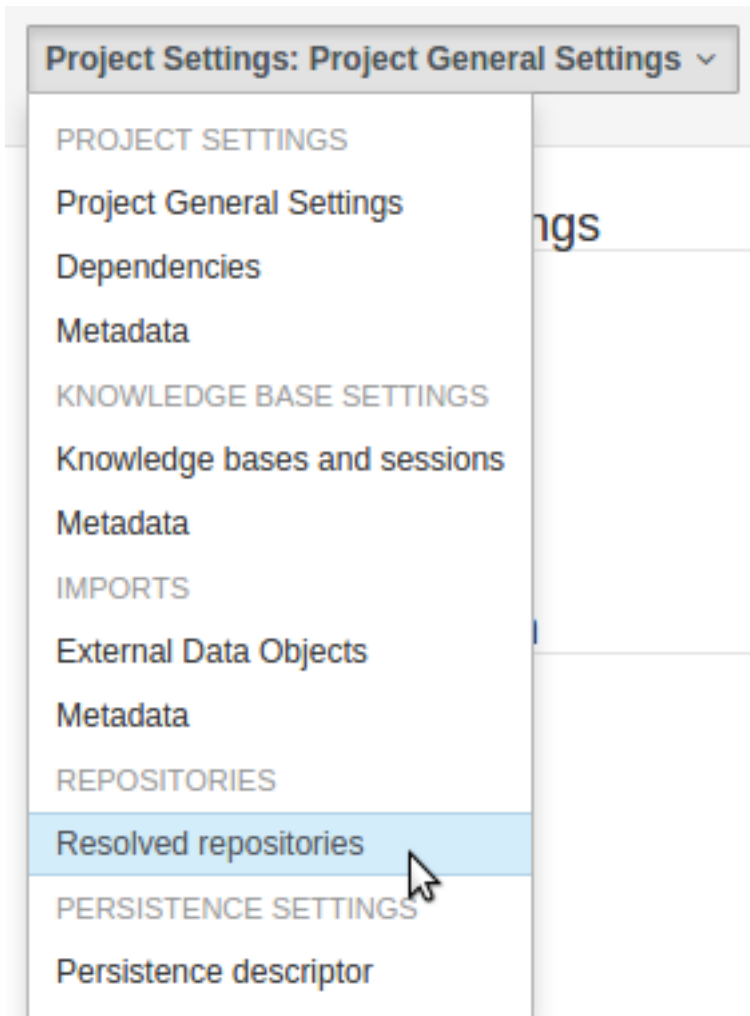 Project Settings: Project General Settings
PROJECT SETTINGS
Project General Settings
ngs
Dependencies
Metadata
KNOWLEDGE BASE SETTINGS
Knowledge bases and sessions
Metadata
IMPORTS
External Data Objects
Metadata
REPOSITORIES
Resolved repositories
PERSISTENCE SETTINGS
Persistence descriptor